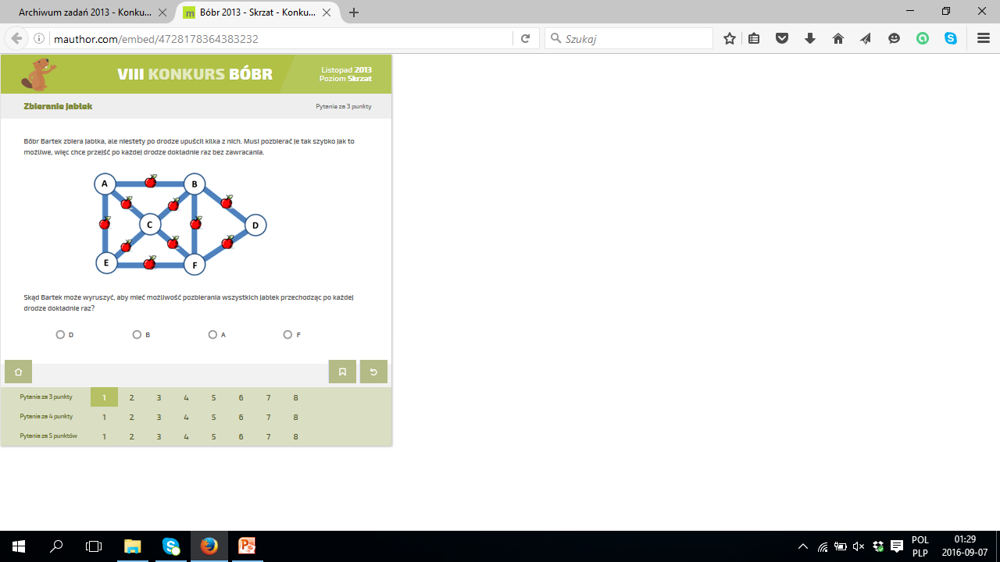 Archiwum zadań 2013 - Konku...
Bóbr 2013 - Skrzat - Konku...
mauthor.com/embed/4728178364383232
Szukaj
VIII KONKURS BÓBR
Listopad 2013
Poziom Skrzat
Zbieranie jabłek
Pytanie za 3 punkty
Bóbr Bartek zbiera jabłka, ale niestety po drodze upuścił kilka z nich. Musi pozbierać je tak szybko jak to
możliwe, więc chce przejść po każdej drodze dokładnie raz bez zawracania.
A
B
C
D
E
F
Skąd Bartek może wyruszyć, aby mieć możliwość pozbierania wszystkich jabłek przechodząc po każdej
drodze dokładnie raz?
D B A F
Pytania za 3 punkty 1 2 3 4 5 6 7 8
Pytania za 4 punkty 1 2 3 4 5 6 7 8
Pytania za 5 punktów 1 2 3 4 5 6 7 8
POL
PLP
01:29
2016-09-07